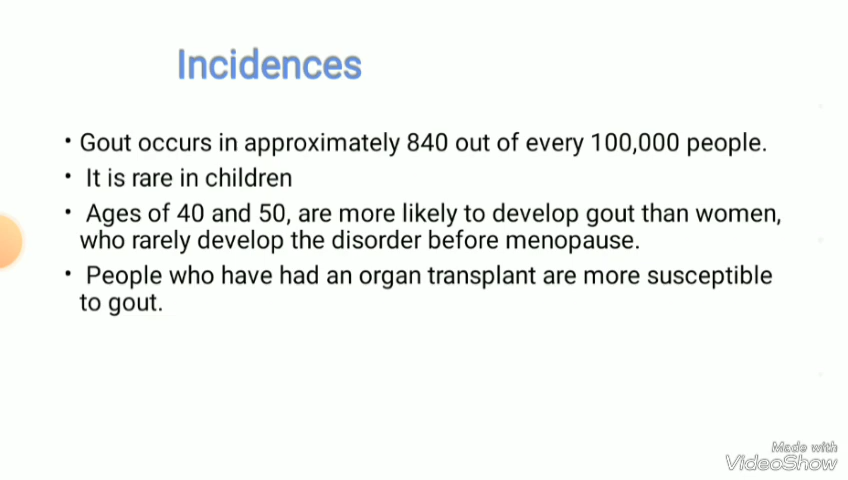 Incidences
• Gout occurs in approximately 840 out of every 100,000 people.
• It is rare in children
• Ages of 40 and 50, are more likely to develop gout than women,
who rarely develop the disorder before menopause.
• People who have had an organ transplant are more susceptible
to gout.
Made with
VideoShow